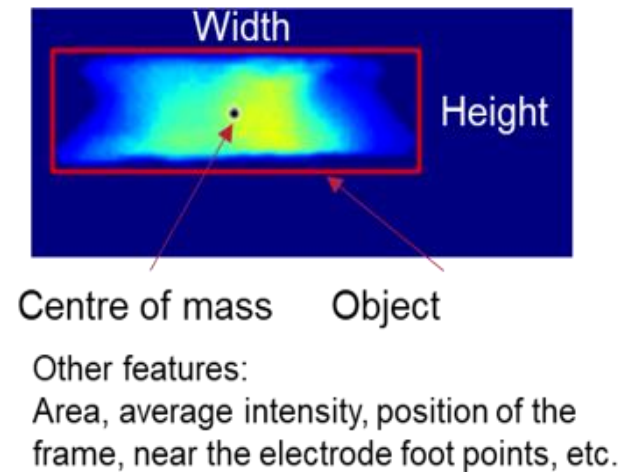 Width
Height
Centre of mass
Object
Other features:
Area, average intensity, position of the
frame, near the electrode foot points, etc.